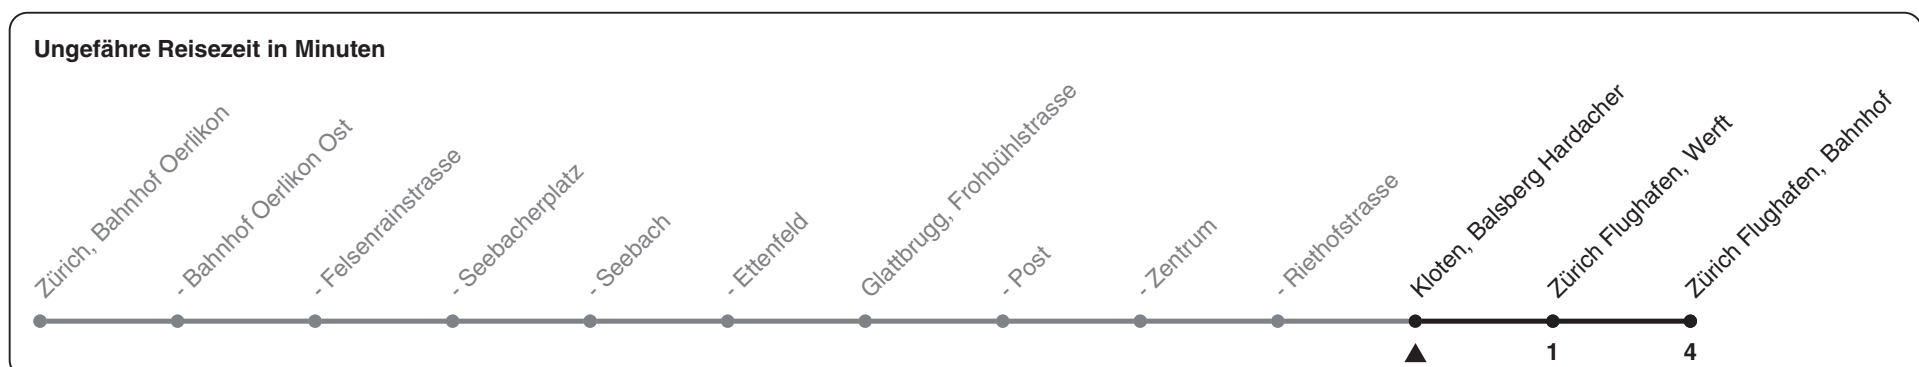 Ungefähre Reisezeit in Minuten
Zürich, Bahnhof Oerlikon
- Bahnhof Oerlikon Ost
- Felsenrainstrasse
- Seebacherplatz
- Seebach
- Ettenfeld
Glattbrugg, Frohbühlstrasse
- Post
- Zentrum
- Riethofstrasse
Kloten, Balsberg Hardacher
Zürich Flughafen, Werft
Zürich Flughafen, Bahnhof
1
4